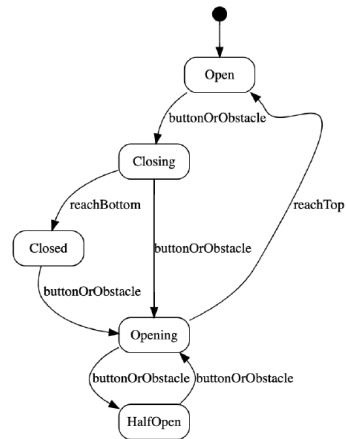 Open
buttonOrObstacle
Closing
reachBottom
reachTop
Closed
buttonOrObstacle
buttonOrObstacle
Opening
buttonOrObstacle
buttonOrObstacle
HalfOpen